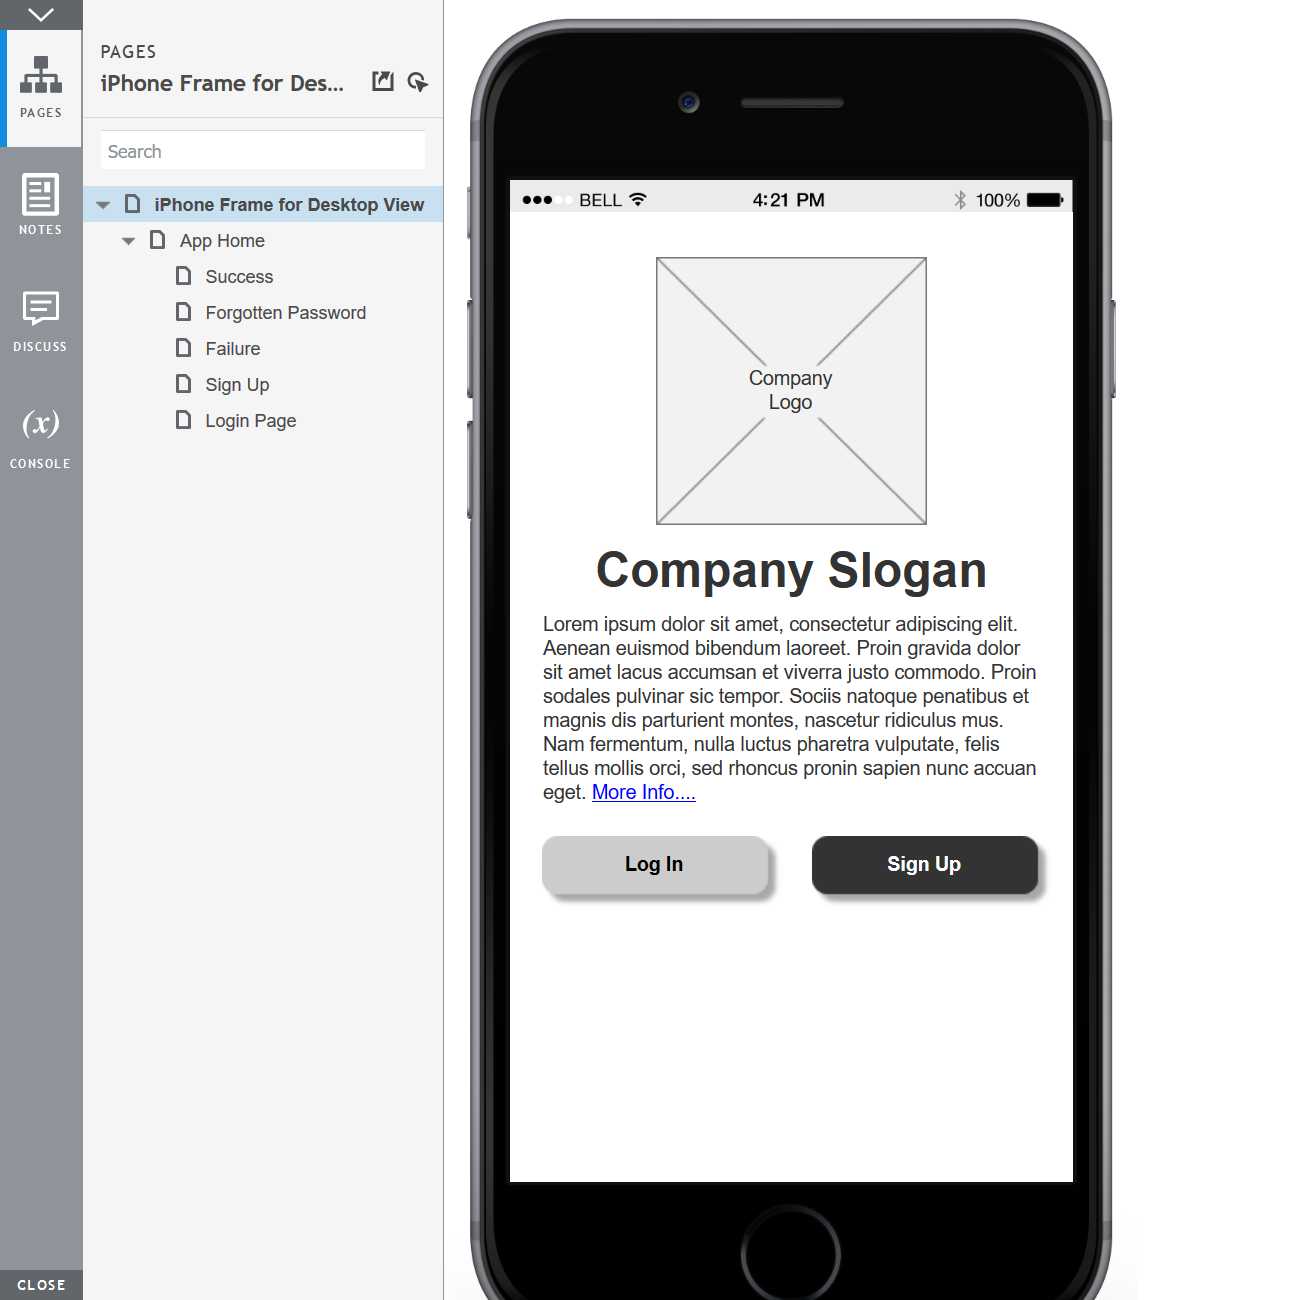 PAGES
NOTES
DISCUSS
(x)
CONSOLE
CLOSE
PAGES
iPhone Frame for Des...
Search
iPhone Frame for Desktop View
App Home
Success
Forgotten Password
Failure
Sign Up
Login Page
BELL 4:21 PM 100%
Company
Logo
Company Slogan
Lorem ipsum dolor sit amet, consectetur adipiscing elit.
Aenean euismod bibendum laoreet. Proin gravida dolor
sit amet lacus accumsan et viverra justo commodo. Proin
sodales pulvinar sic tempor. Sociis natoque penatibus et
magnis dis parturient montes, nascetur ridiculus mus.
Nam fermentum, nulla luctus pharetra vulputate, felis
tellus mollis orci, sed rhoncus pronin sapien nunc accuan
eget. More Info....
Log In Sign Up